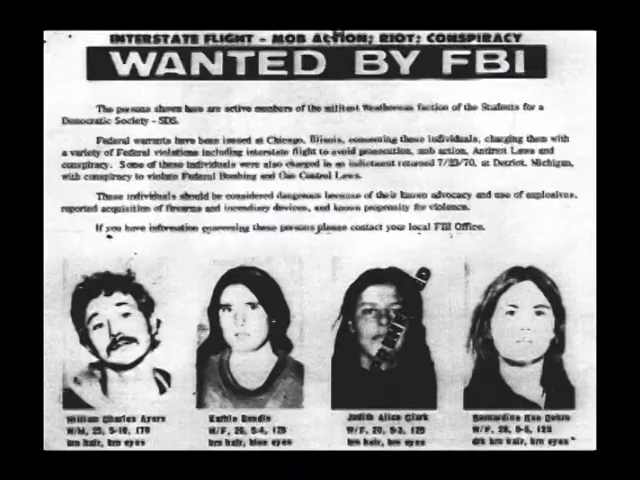 INTERSTATE FLIGHT - MOB ACTION; RIOT; CONSPIRACY
WANTED BY FBI
The persons shown here are active members of the militant Weatherman faction of the Students for a
Democratic Society - SDS.
Federal warrants have been issued at Chicago, Illinois, concerning these individuals, charging them with
a variety of Federal violations including interstate flight to avoid prosecution, mob action, Antiriot Laws and
conspiracy. Some of these individuals were also charged in an indictment returned 7/23/70, at Detroit, Michigan,
with conspiracy to violate Federal Bombing and Gun Control Laws.
These individuals should be considered dangerous because of their known advocacy and use of explosives,
reported acquisition of firearms and incendiary devices, and known propensity for violence.
If you have information concerning these persons please contact your local FBI Office.
William Charles Ayers
W/M, 25, 5-10, 170
brn hair, brn eyes
Kathie Boudin
W/F, 26, 5-4, 128
brn hair, blue eyes
Judith Alice Clark
W/F, 20, 5-3, 125
brn hair, brn eyes
Bernardine Rae Dohrn
W/F, 28, 5-5, 125
drk brn hair, brn eyes